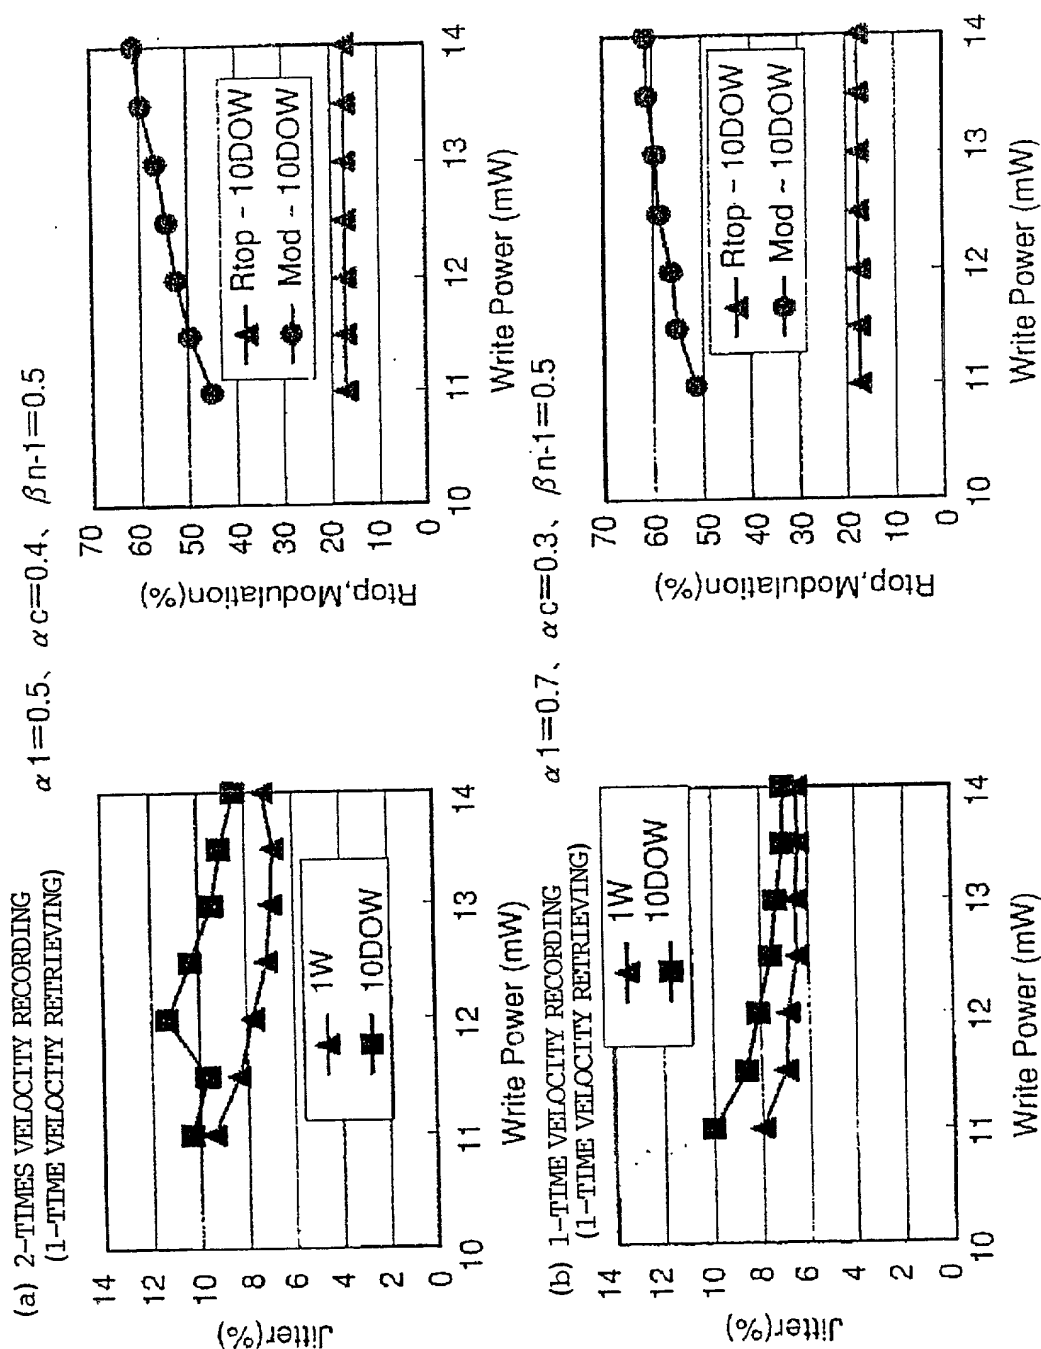 (a) 2-TIMES VELOCITY RECORDING
(1-TIME VELOCITY RETRIEVING)
α1=0.5、 αc=0.4、 βn-1=0.5
Jitter(%)
14
12
10
8
6
4
2
0
1W
10DOW
10
11
12
13
14
Write Power (mW)
Rtop,Modulation(%)
70
60
50
40
30
20
10
0
Rtop - 10DOW
Mod - 10DOW
10
11
12
13
14
Write Power (mW)
(b) 1-TIME VELOCITY RECORDING
(1-TIME VELOCITY RETRIEVING)
α1=0.7、 αc=0.3、 βn-1=0.5
Jitter(%)
14
12
10
8
6
4
2
0
1W
10DOW
10
11
12
13
14
Write Power (mW)
Rtop,Modulation(%)
70
60
50
40
30
20
10
0
Rtop - 10DOW
Mod ~ 10DOW
10
11
12
13
14
Write Power (mW)